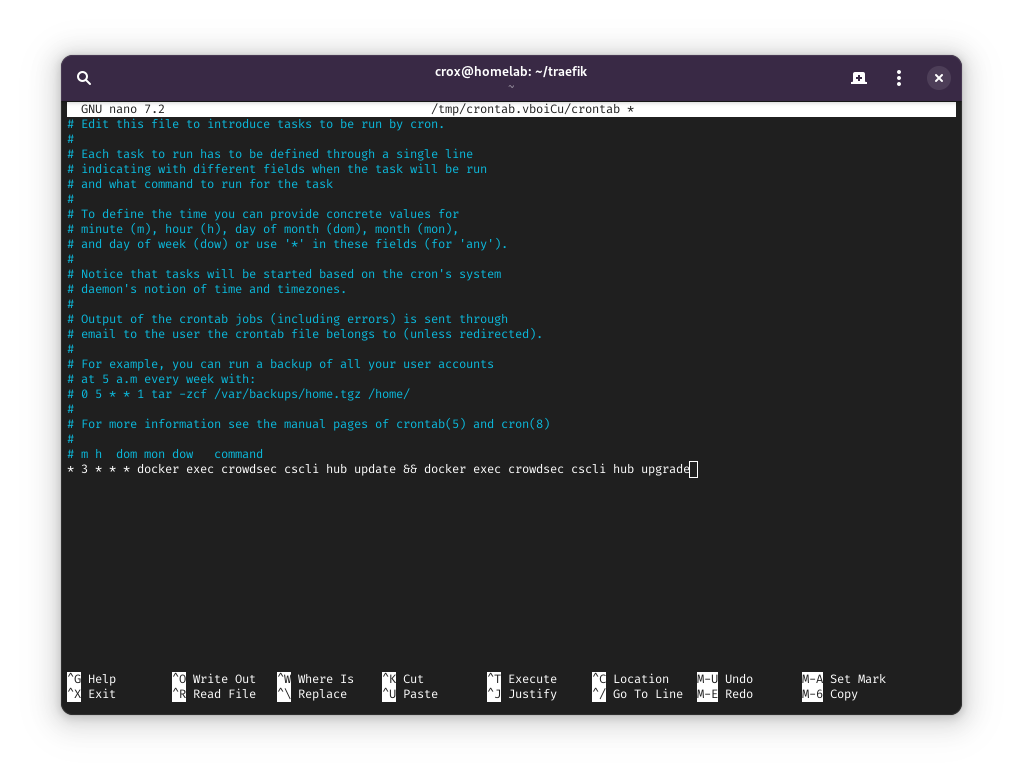 crox@homelab: ~/traefik
~
GNU nano 7.2 /tmp/crontab.vboiCu/crontab *
# Edit this file to introduce tasks to be run by cron.
#
# Each task to run has to be defined through a single line
# indicating with different fields when the task will be run
# and what command to run for the task
#
# To define the time you can provide concrete values for
# minute (m), hour (h), day of month (dom), month (mon),
# and day of week (dow) or use '*' in these fields (for 'any').
#
# Notice that tasks will be started based on the cron's system
# daemon's notion of time and timezones.
#
# Output of the crontab jobs (including errors) is sent through
# email to the user the crontab file belongs to (unless redirected).
#
# For example, you can run a backup of all your user accounts
# at 5 a.m every week with:
# 0 5 * * 1 tar -zcf /var/backups/home.tgz /home/
#
# For more information see the manual pages of crontab(5) and cron(8)
#
# m h  dom mon dow   command
* 3 * * * docker exec crowdsec cscli hub update && docker exec crowdsec cscli hub upgrade
^G Help ^O Write Out ^W Where Is ^K Cut ^T Execute ^C Location M-U Undo M-A Set Mark
^X Exit ^R Read File ^\ Replace ^U Paste ^J Justify ^/ Go To Line M-E Redo M-6 Copy